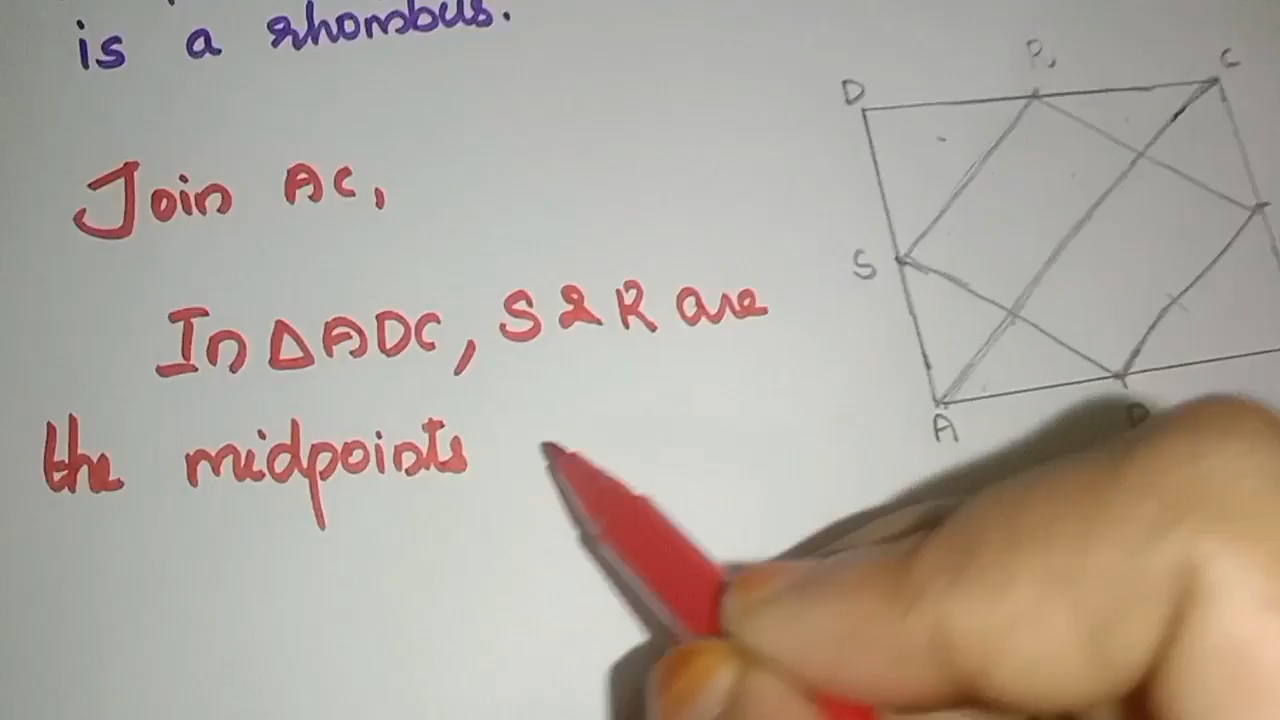 is a rhombus.
Join AC,
In △ADC, S & R are
the midpoints
D
R
C
S
A
P